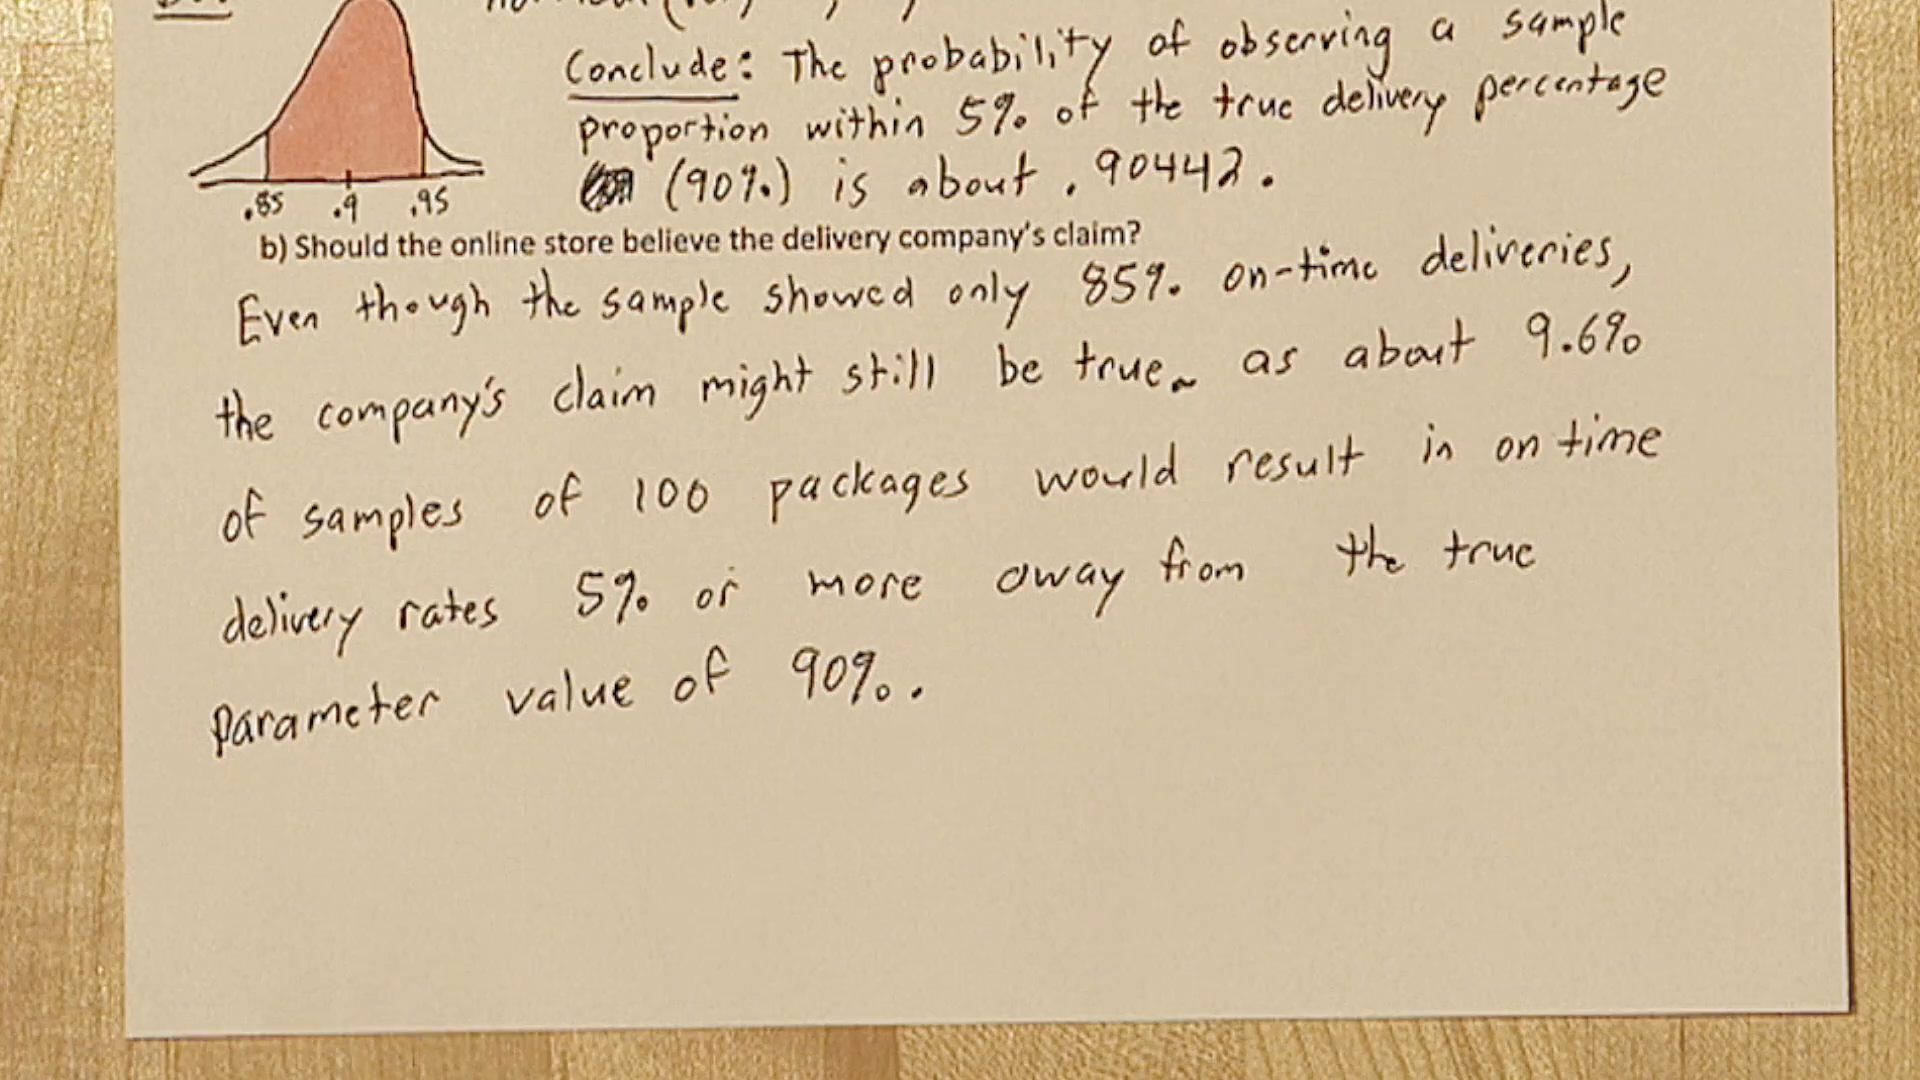 Conclude: The probability of observing a sample
proportion within 5% of the true delivery percentage
(90%) is about .90442.
.85 .9 .95
b) Should the online store believe the delivery company's claim?
Even though the sample showed only 85% on-time deliveries,
the company's claim might still be true as about 9.6%
of samples of 100 packages would result in on time
delivery rates 5% or more away from the true
parameter value of 90%.